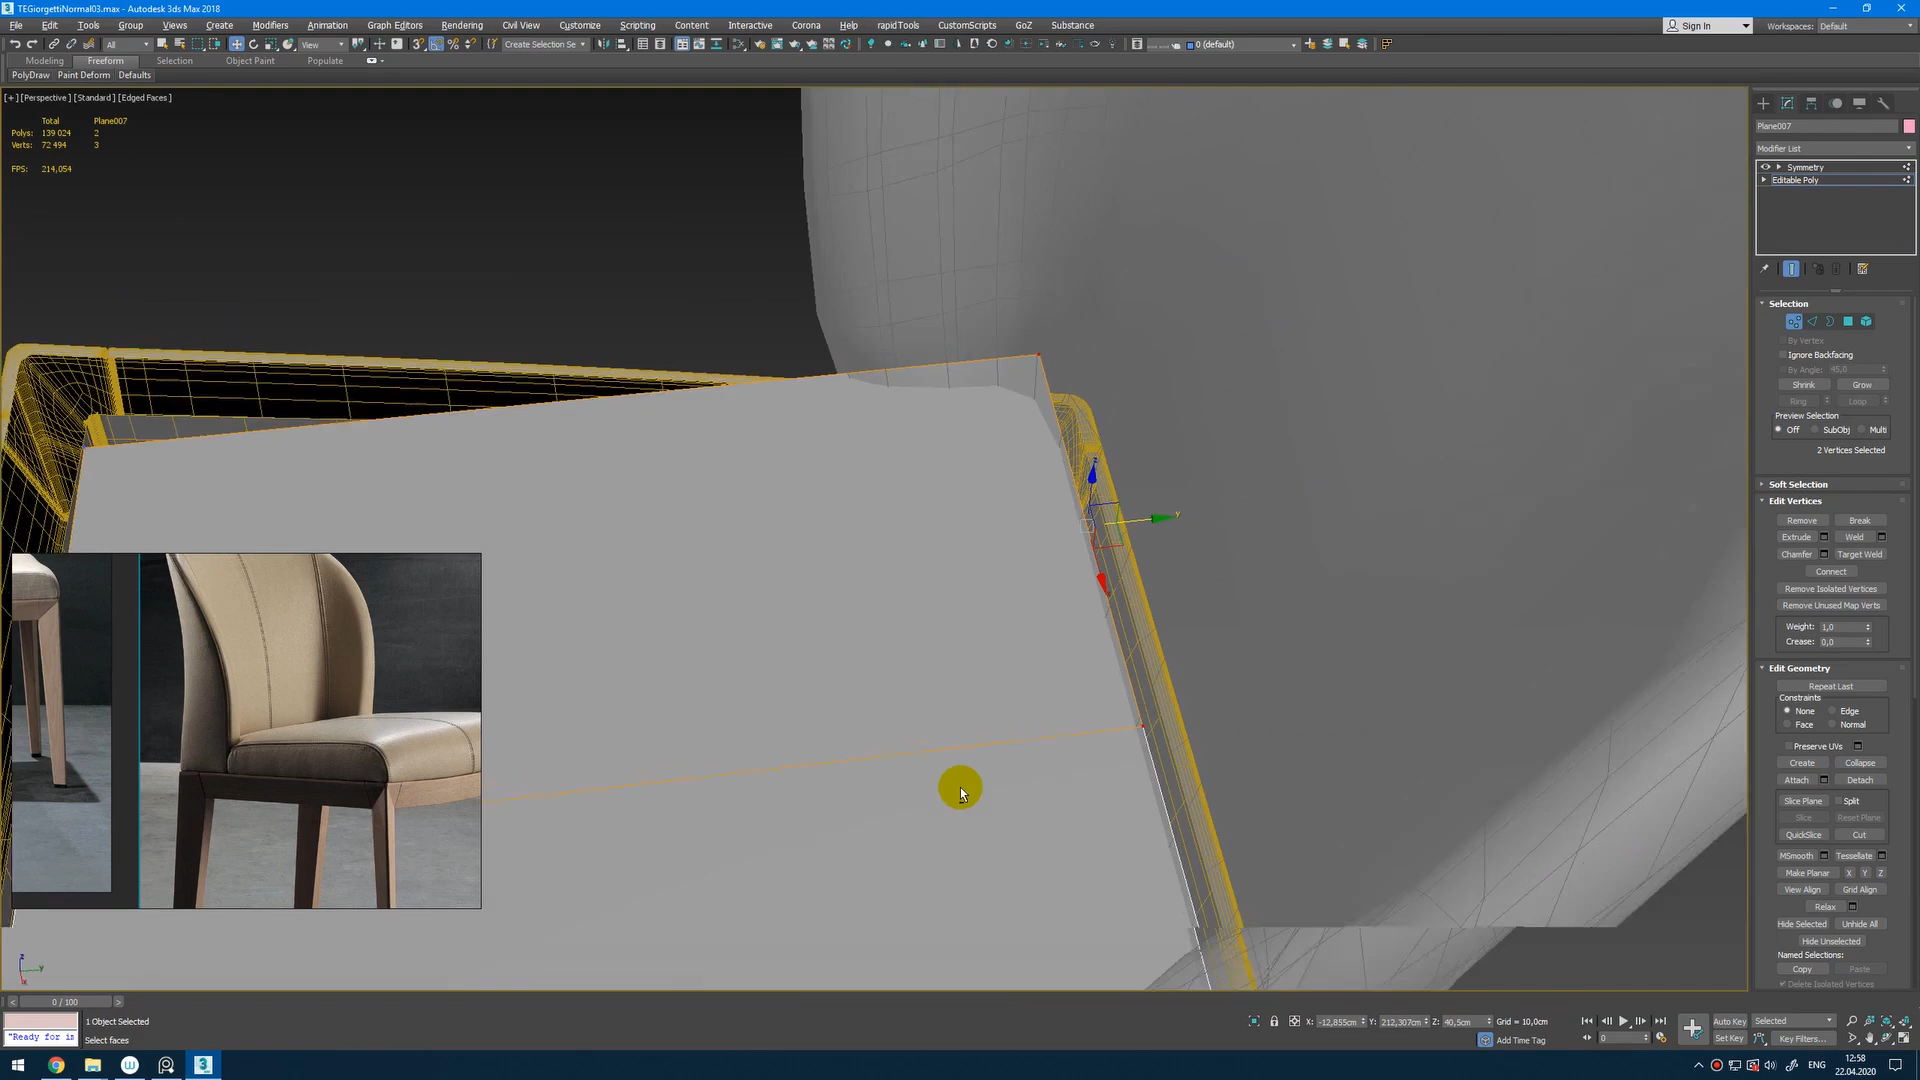 TEGiorgettiNormal03.max - Autodesk 3ds Max 2018
File Edit Tools Group Views Create Modifiers Animation Graph Editors Rendering Civil View Customize Scripting Content Interactive Corona Help rapidTools CustomScripts GoZ Substance
Sign In Workspaces: Default
All View Create Selection Se 0 (default)
Modeling Freeform Selection Object Paint Populate
PolyDraw Paint Deform Defaults
[+] [Perspective] [Standard] [Edged Faces]
Total Plane007
Polys: 139 024 2
Verts: 72 494 3
FPS: 214,054
Plane007
Modifier List
Symmetry
Editable Poly
Selection
By Vertex
Ignore Backfacing
By Angle: 45,0
Shrink Grow
Ring Loop
Preview Selection
Off SubObj Multi
2 Vertices Selected
Soft Selection
Edit Vertices
Remove Break
Extrude Weld
Chamfer Target Weld
Connect
Remove Isolated Vertices
Remove Unused Map Verts
Weight: 1,0
Crease: 0,0
Edit Geometry
Repeat Last
Constraints
None Edge
Face Normal
Preserve UVs
Create Collapse
Attach Detach
Slice Plane Split
Slice Reset Plane
QuickSlice Cut
MSmooth Tessellate
Make Planar X Y Z
View Align Grid Align
Relax
Hide Selected Unhide All
Hide Unselected
Named Selections:
Copy Paste
Delete Isolated Vertices
0 / 100
1 Object Selected
"Ready for in
Select faces
X: -12,855cm Y: 212,307cm Z: 40,5cm Grid = 10,0cm
Add Time Tag
0
Auto Key Selected
Set Key Key Filters...
ENG
12:58
22.04.2020